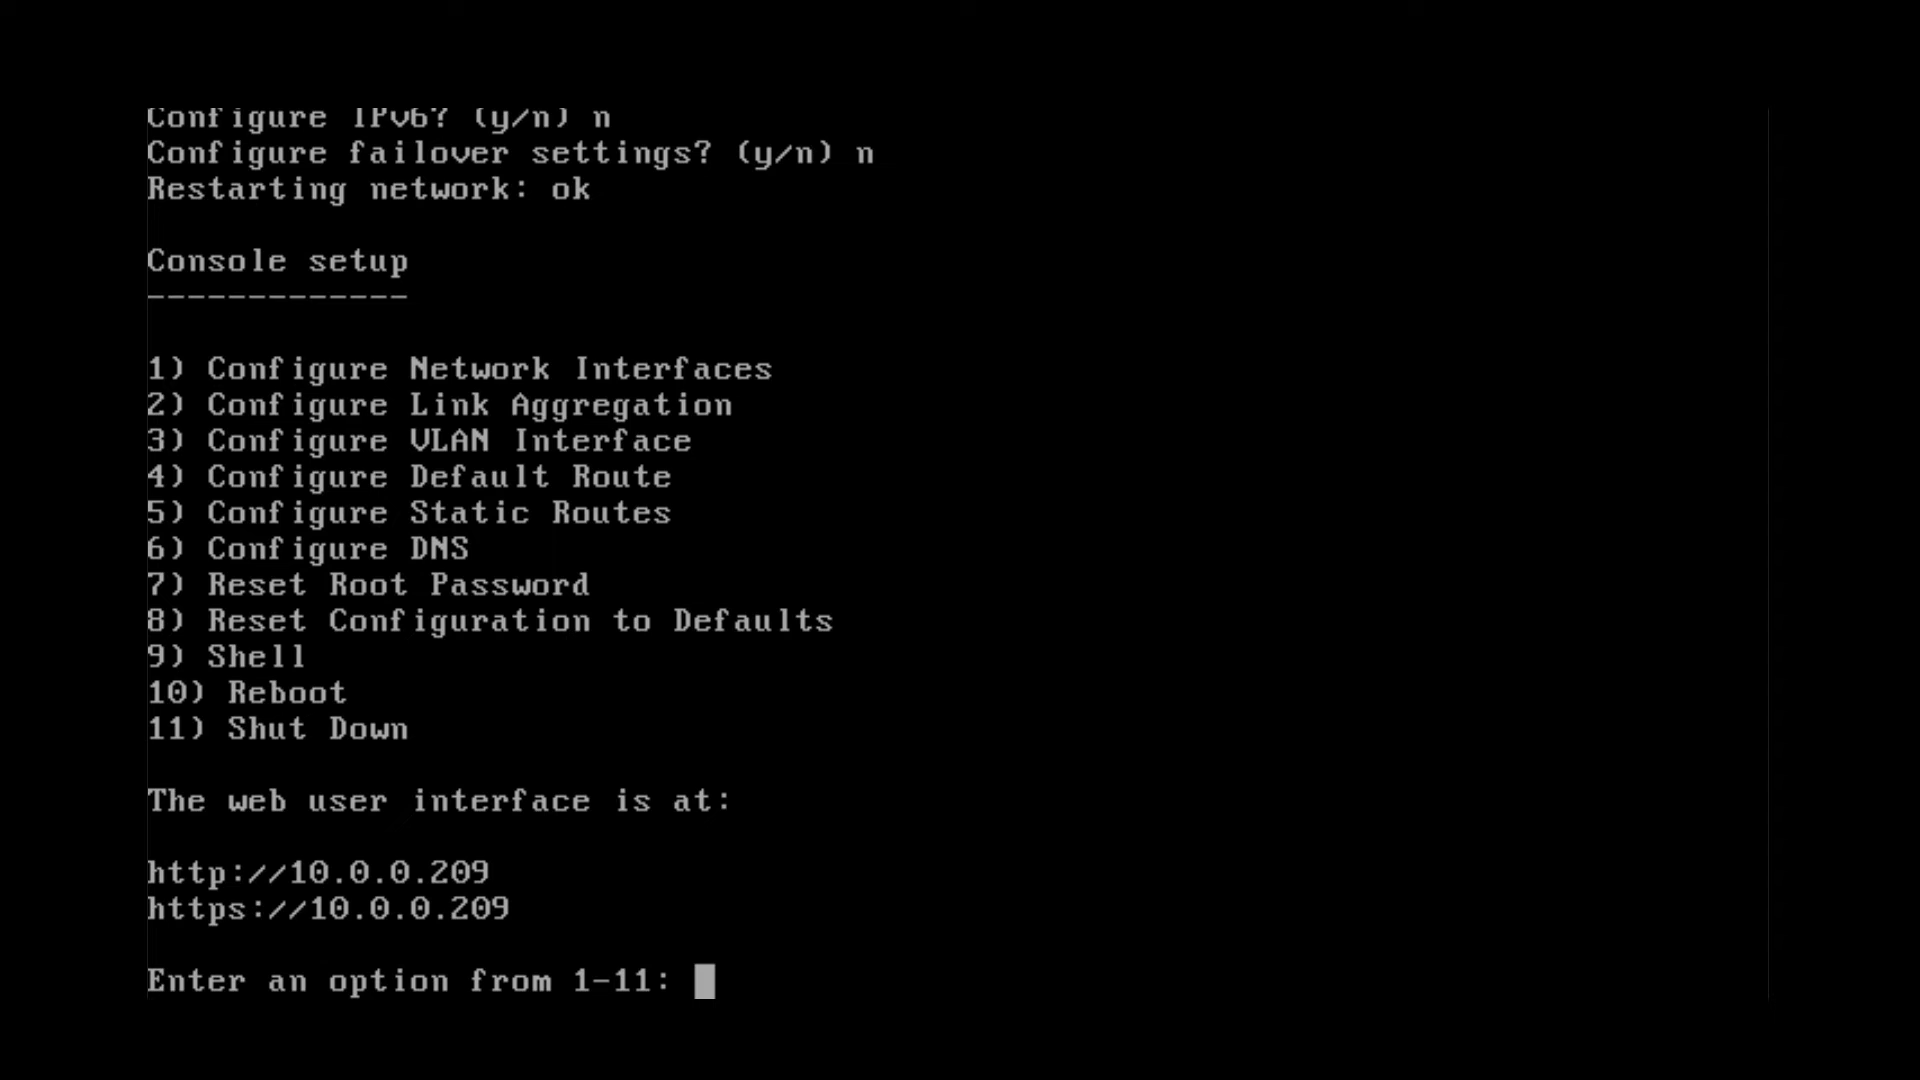 Configure IPv6? (y/n) n
Configure failover settings? (y/n) n
Restarting network: ok
Console setup
-------------
1) Configure Network Interfaces
2) Configure Link Aggregation
3) Configure VLAN Interface
4) Configure Default Route
5) Configure Static Routes
6) Configure DNS
7) Reset Root Password
8) Reset Configuration to Defaults
9) Shell
10) Reboot
11) Shut Down
The web user interface is at:
http://10.0.0.209
https://10.0.0.209
Enter an option from 1-11: